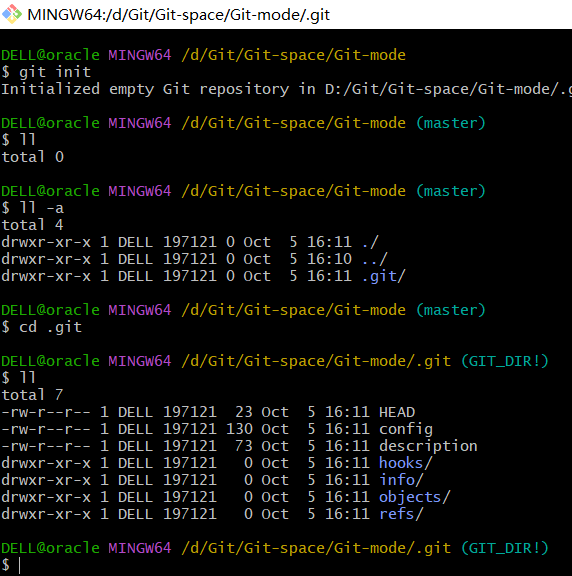 MINGW64:/d/Git/Git-space/Git-mode/.git
DELL@oracle MINGW64 /d/Git/Git-space/Git-mode
$ git init
Initialized empty Git repository in D:/Git/Git-space/Git-mode/.g
DELL@oracle MINGW64 /d/Git/Git-space/Git-mode (master)
$ ll
total 0
DELL@oracle MINGW64 /d/Git/Git-space/Git-mode (master)
$ ll -a
total 4
drwxr-xr-x 1 DELL 197121 0 Oct  5 16:11 ./
drwxr-xr-x 1 DELL 197121 0 Oct  5 16:10 ../
drwxr-xr-x 1 DELL 197121 0 Oct  5 16:11 .git/
DELL@oracle MINGW64 /d/Git/Git-space/Git-mode (master)
$ cd .git
DELL@oracle MINGW64 /d/Git/Git-space/Git-mode/.git (GIT_DIR!)
$ ll
total 7
-rw-r--r-- 1 DELL 197121  23 Oct  5 16:11 HEAD
-rw-r--r-- 1 DELL 197121 130 Oct  5 16:11 config
-rw-r--r-- 1 DELL 197121  73 Oct  5 16:11 description
drwxr-xr-x 1 DELL 197121   0 Oct  5 16:11 hooks/
drwxr-xr-x 1 DELL 197121   0 Oct  5 16:11 info/
drwxr-xr-x 1 DELL 197121   0 Oct  5 16:11 objects/
drwxr-xr-x 1 DELL 197121   0 Oct  5 16:11 refs/
DELL@oracle MINGW64 /d/Git/Git-space/Git-mode/.git (GIT_DIR!)
$